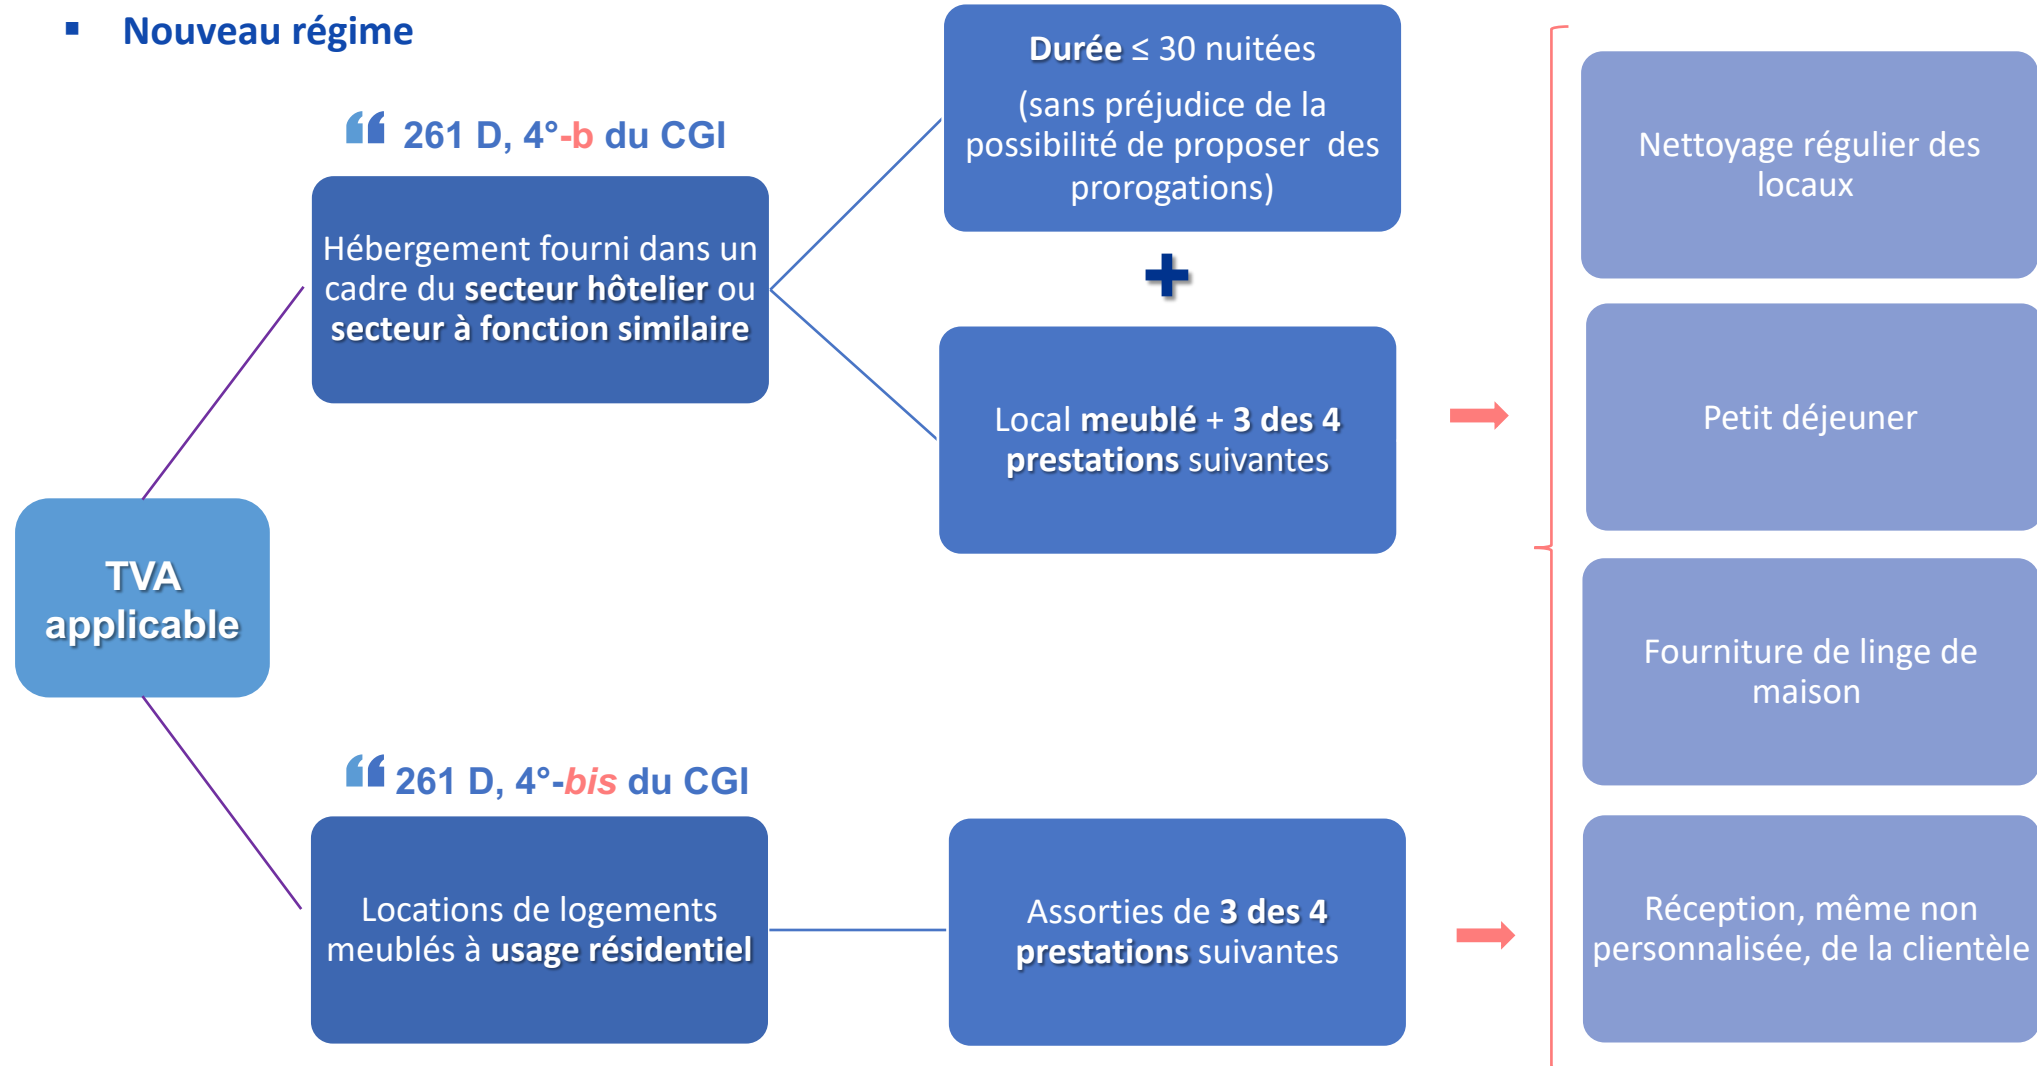 ▪ Nouveau régime
“ 261 D, 4°-b du CGI
Hébergement fourni dans un
cadre du secteur hôtelier ou
secteur à fonction similaire
Durée ≤ 30 nuitées
(sans préjudice de la
possibilité de proposer des
prorogations)
+
Local meublé + 3 des 4
prestations suivantes
TVA
applicable
“ 261 D, 4°-bis du CGI
Locations de logements
meublés à usage résidentiel
Assorties de 3 des 4
prestations suivantes
Nettoyage régulier des
locaux
Petit déjeuner
Fourniture de linge de
maison
Réception, même non
personnalisée, de la clientèle